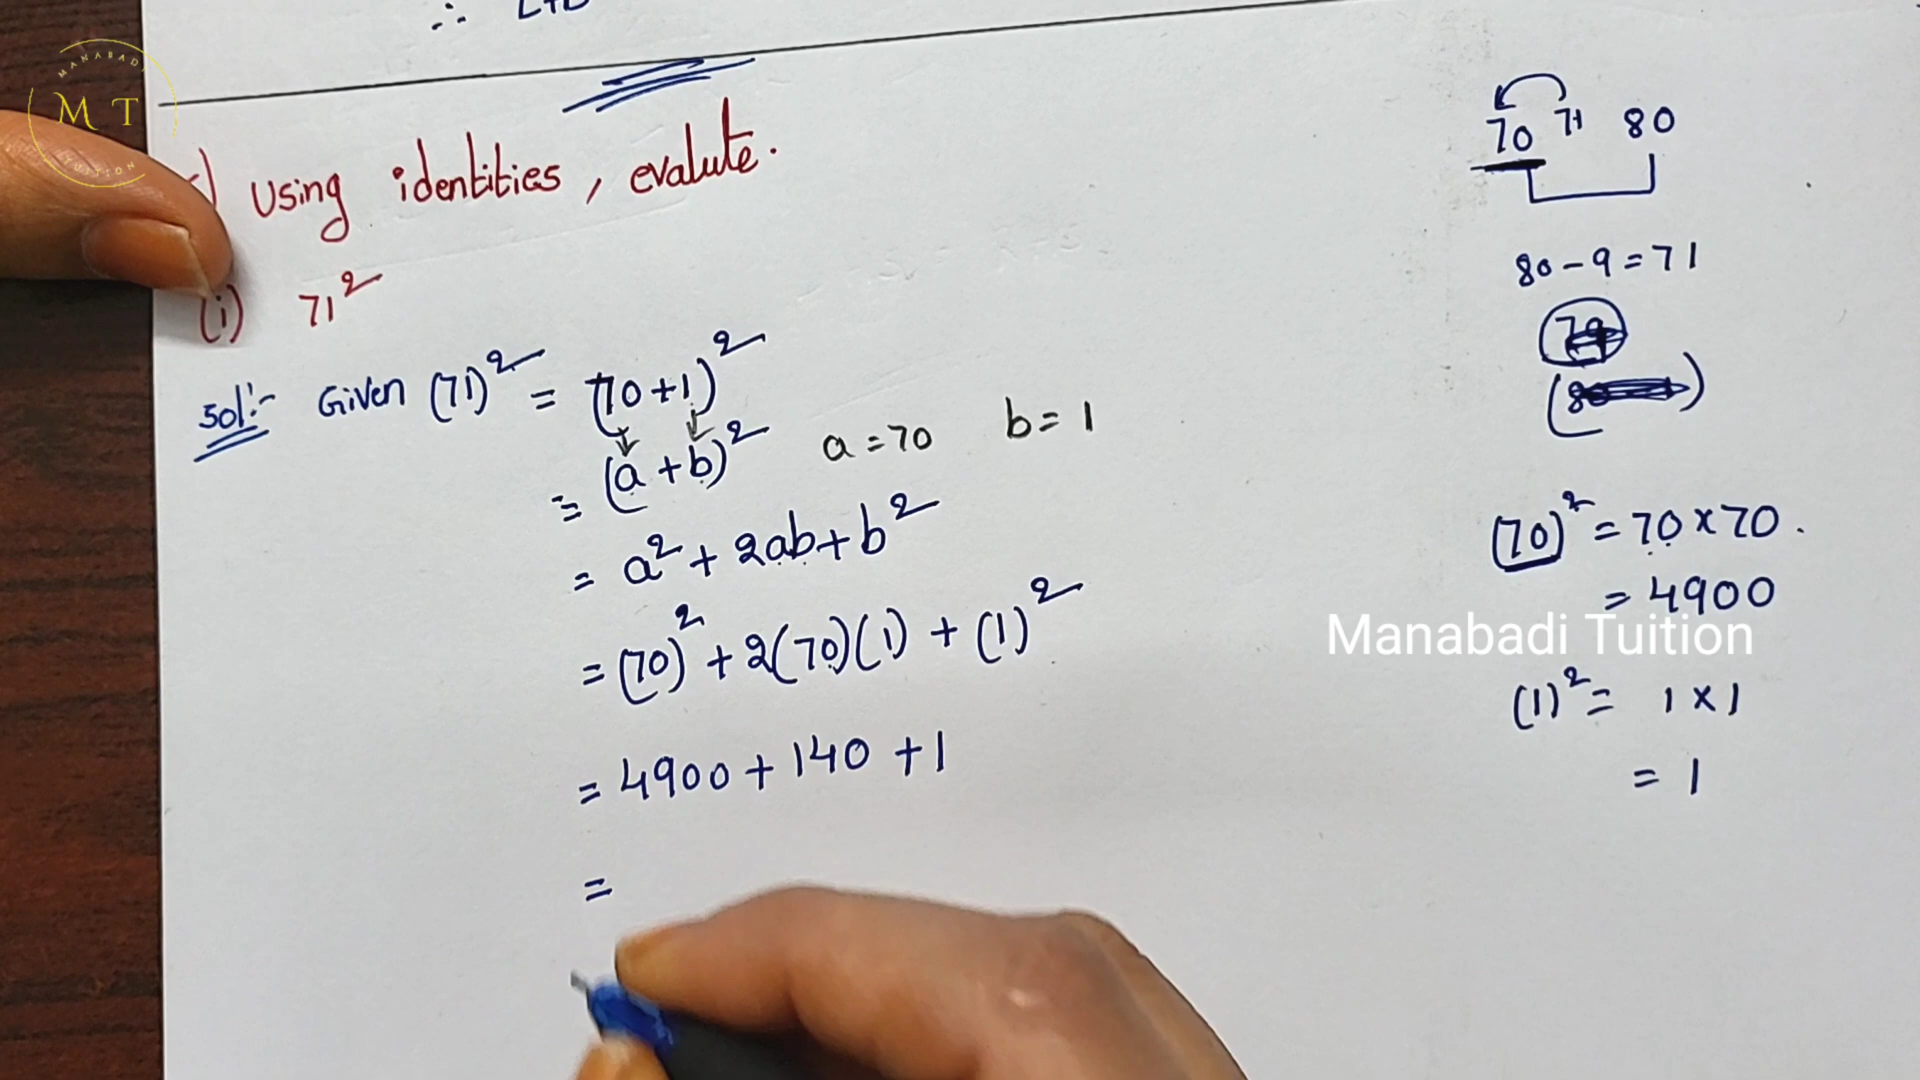 MANABADI
M T
TUITION
) Using identities, evalute.
(i) 71²
Sol:- Given (71)² = (70+1)²
= (a+b)² a=70 b=1
= a² + 2ab + b²
= (70)² + 2(70)(1) + (1)²
= 4900 + 140 + 1
=
70 71 80
80-9=71
(70)² = 70×70.
= 4900
Manabadi Tuition
(1)² = 1×1
= 1